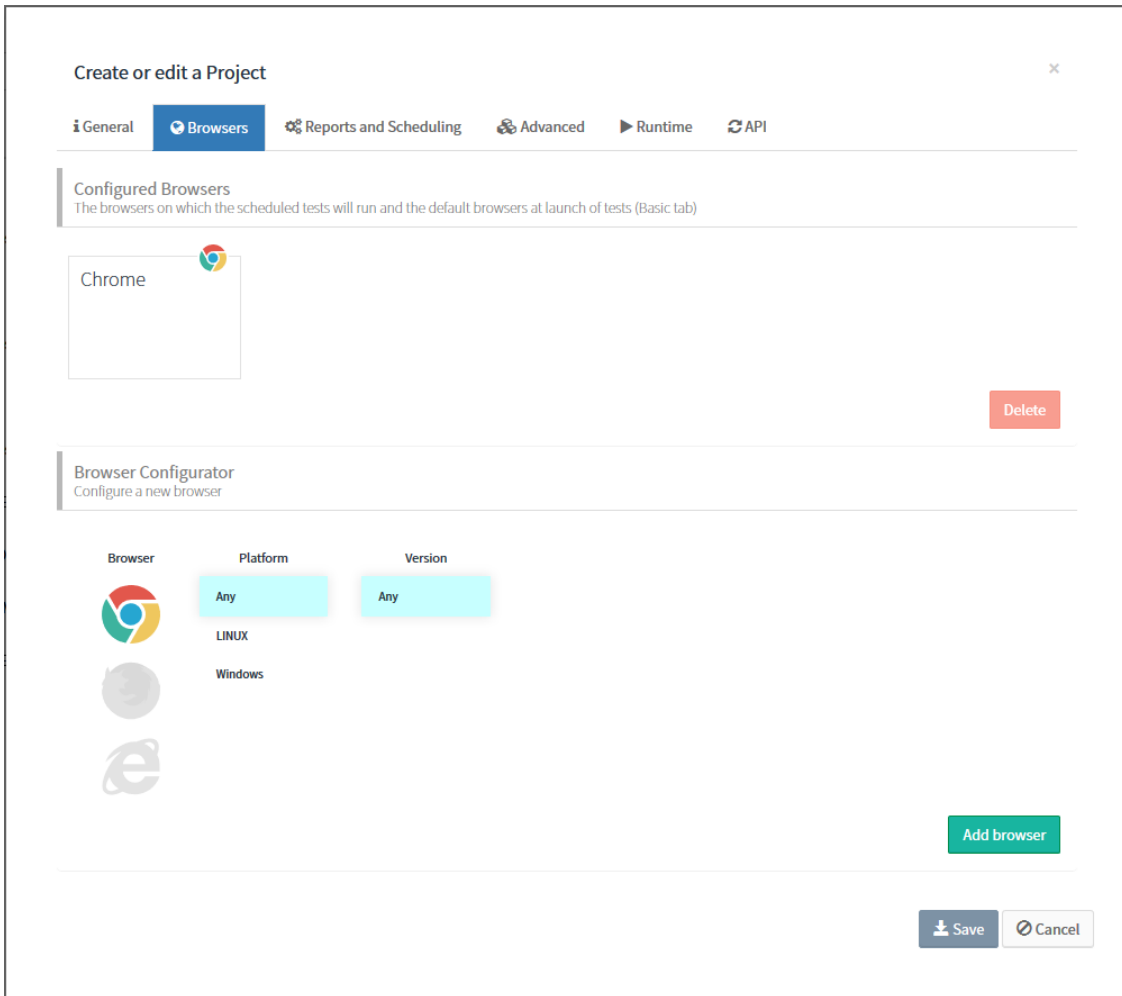 Create or edit a Project ×
General Browsers Reports and Scheduling Advanced Runtime API
Configured Browsers
The browsers on which the scheduled tests will run and the default browsers at launch of tests (Basic tab)
Chrome
Delete
Browser Configurator
Configure a new browser
Browser Platform Version
Any Any
LINUX
Windows
Add browser
Save Cancel